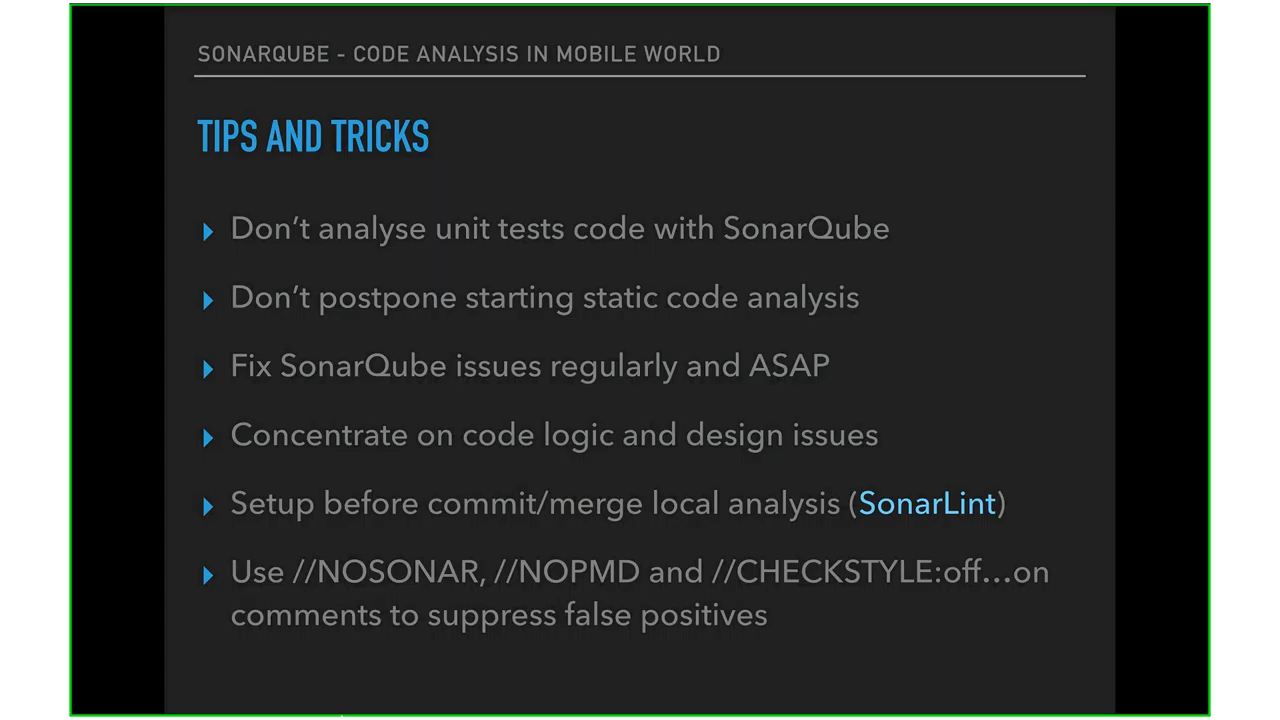 SONARQUBE - CODE ANALYSIS IN MOBILE WORLD
TIPS AND TRICKS
Don’t analyse unit tests code with SonarQube
Don’t postpone starting static code analysis
Fix SonarQube issues regularly and ASAP
Concentrate on code logic and design issues
Setup before commit/merge local analysis (SonarLint)
Use //NOSONAR, //NOPMD and //CHECKSTYLE:off…on
comments to suppress false positives